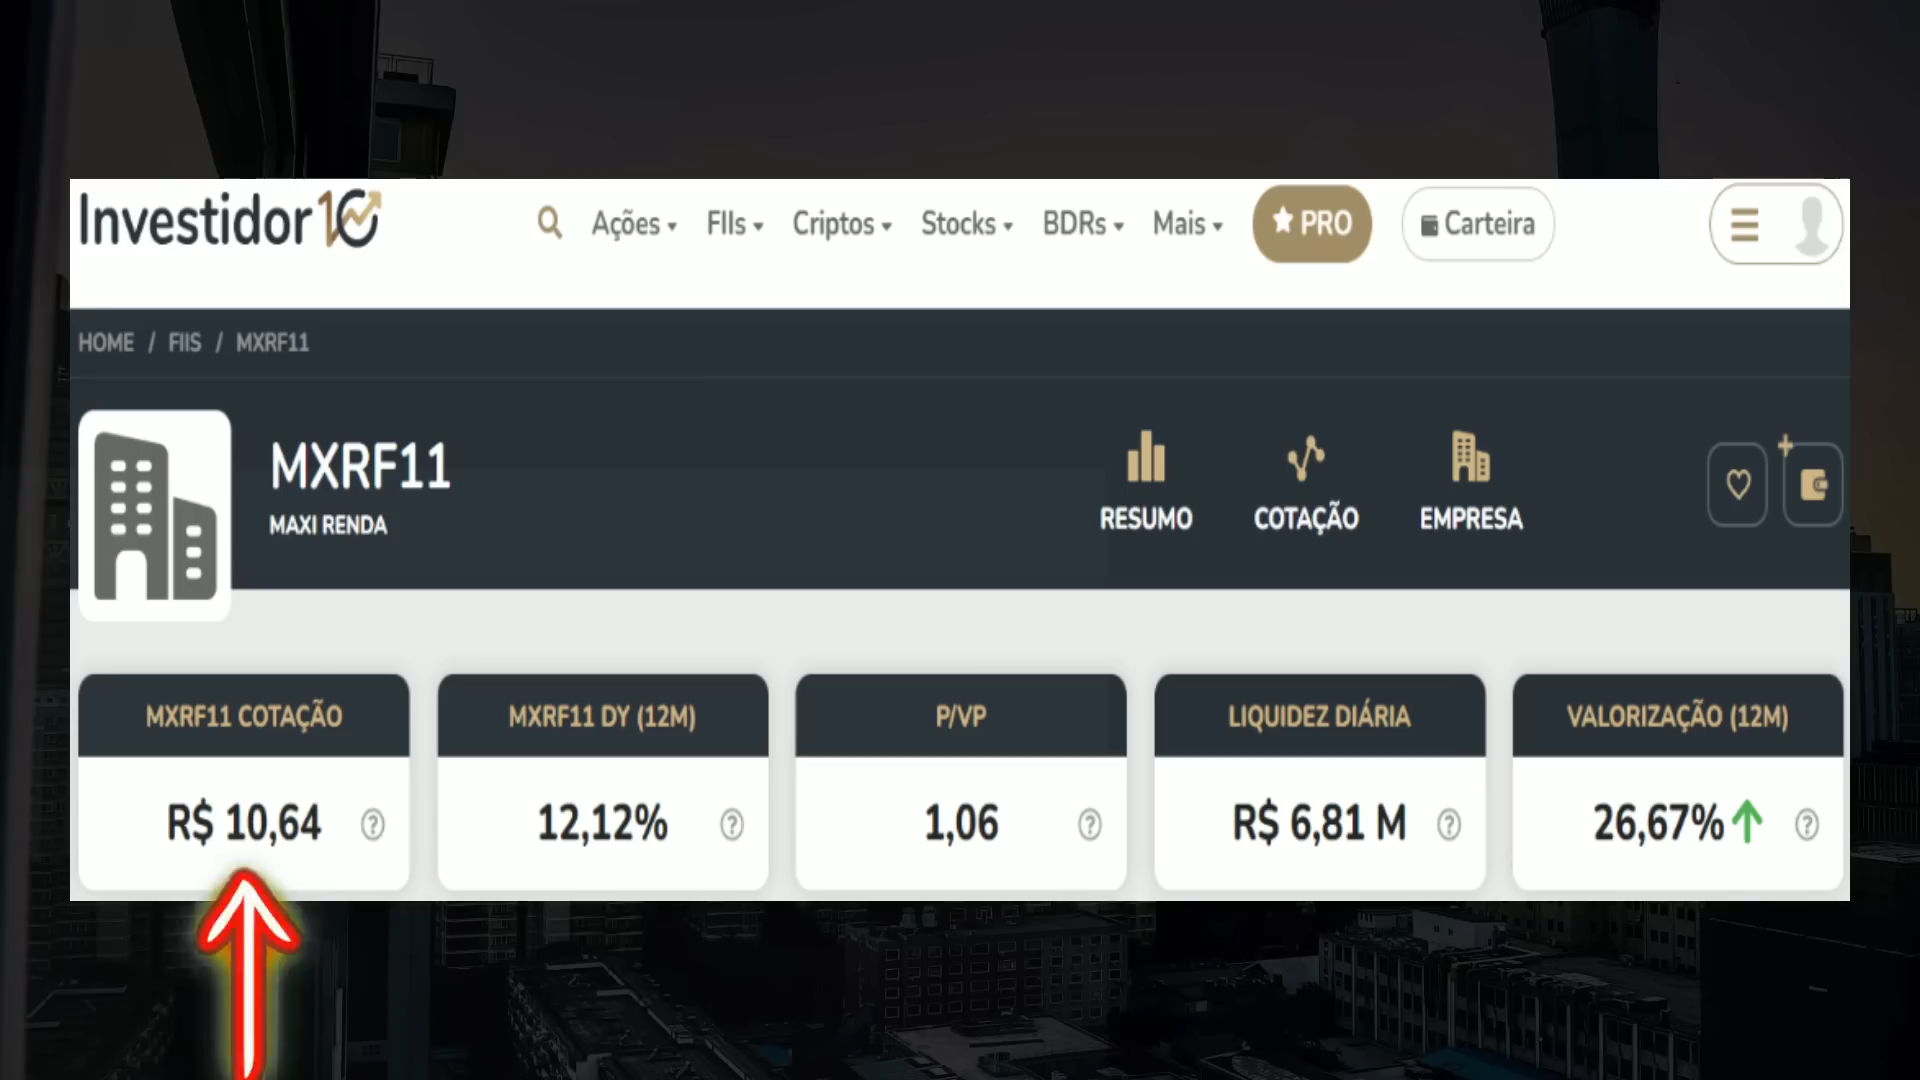 Investidor10
Ações FIIs Criptos Stocks BDRs Mais PRO Carteira
HOME / FIIS / MXRF11
MXRF11
MAXI RENDA
RESUMO COTAÇÃO EMPRESA
MXRF11 COTAÇÃO
R$ 10,64
MXRF11 DY (12M)
12,12%
P/VP
1,06
LIQUIDEZ DIÁRIA
R$ 6,81 M
VALORIZAÇÃO (12M)
26,67%